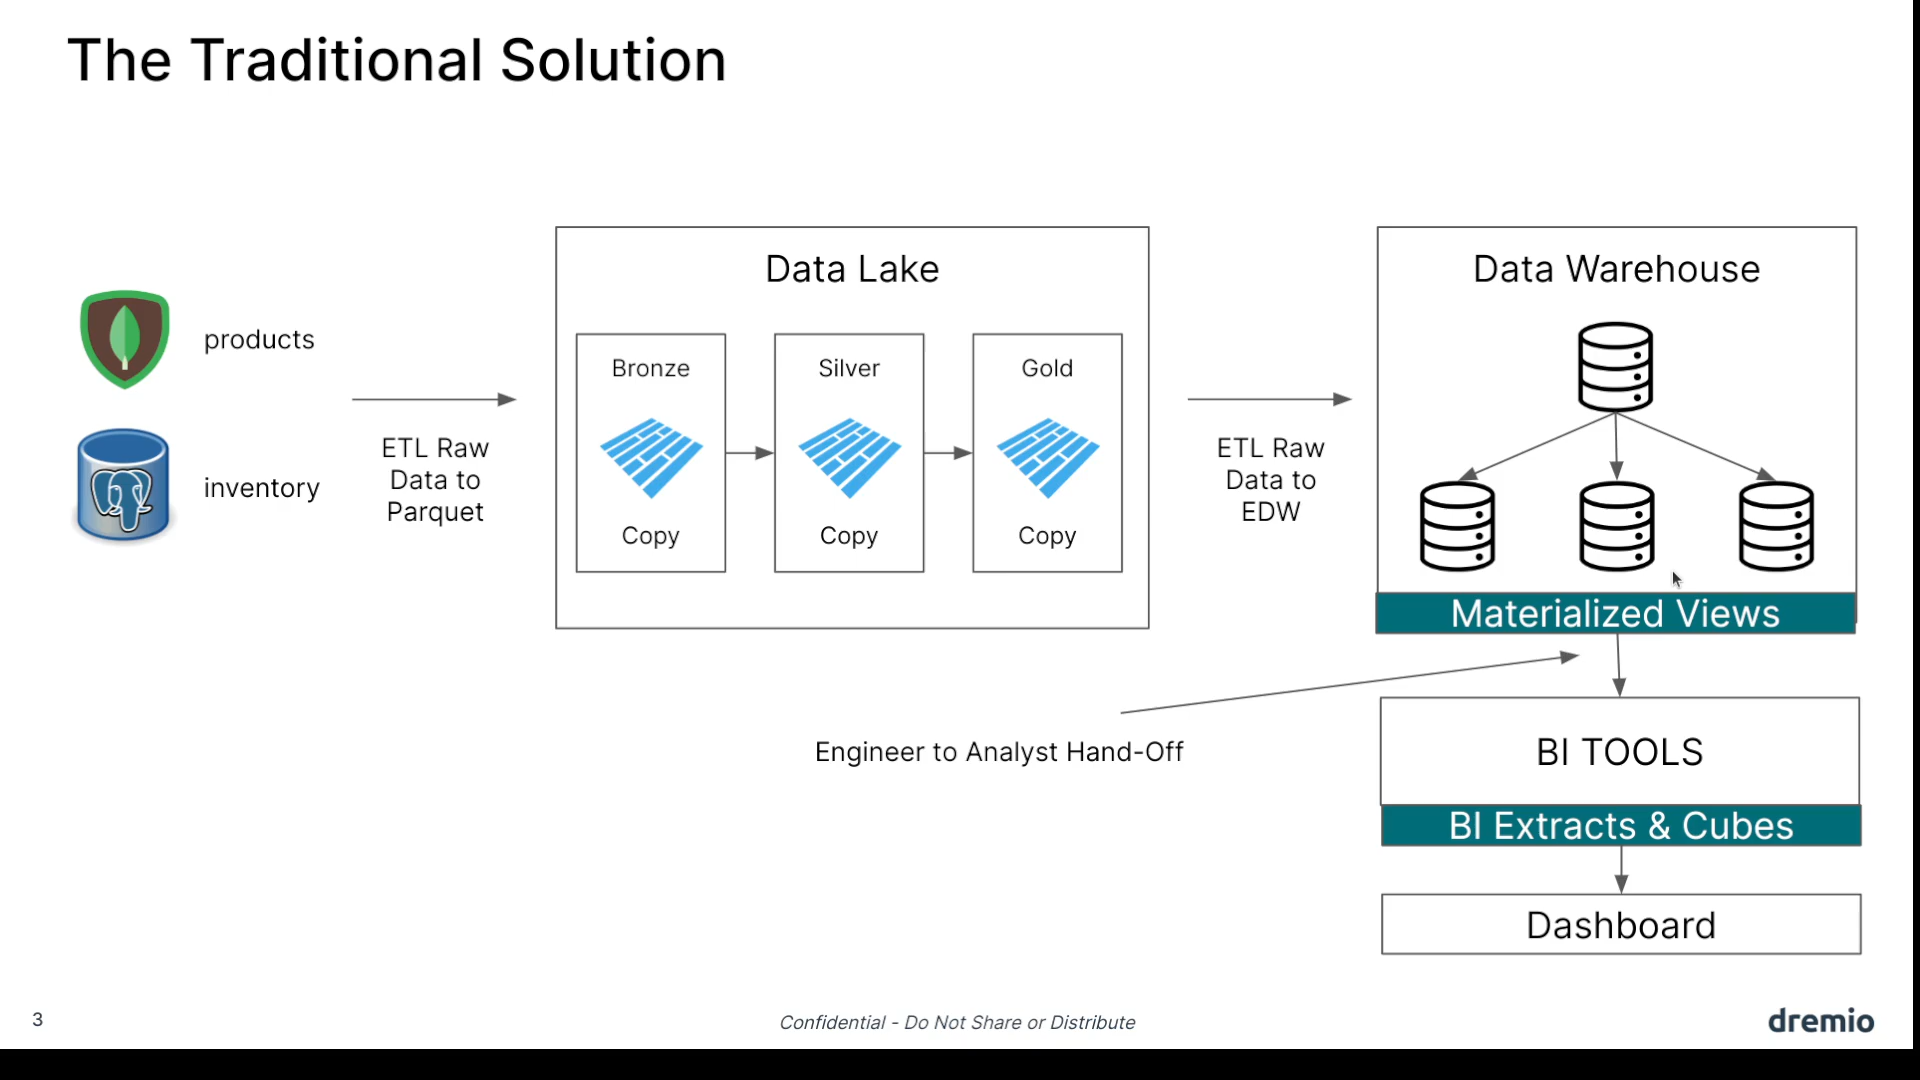 The Traditional Solution
products
inventory
ETL Raw
Data to
Parquet
Data Lake
Bronze
Copy
Silver
Copy
Gold
Copy
ETL Raw
Data to
EDW
Data Warehouse
Materialized Views
Engineer to Analyst Hand-Off
BI TOOLS
BI Extracts & Cubes
Dashboard
3
Confidential - Do Not Share or Distribute
dremio